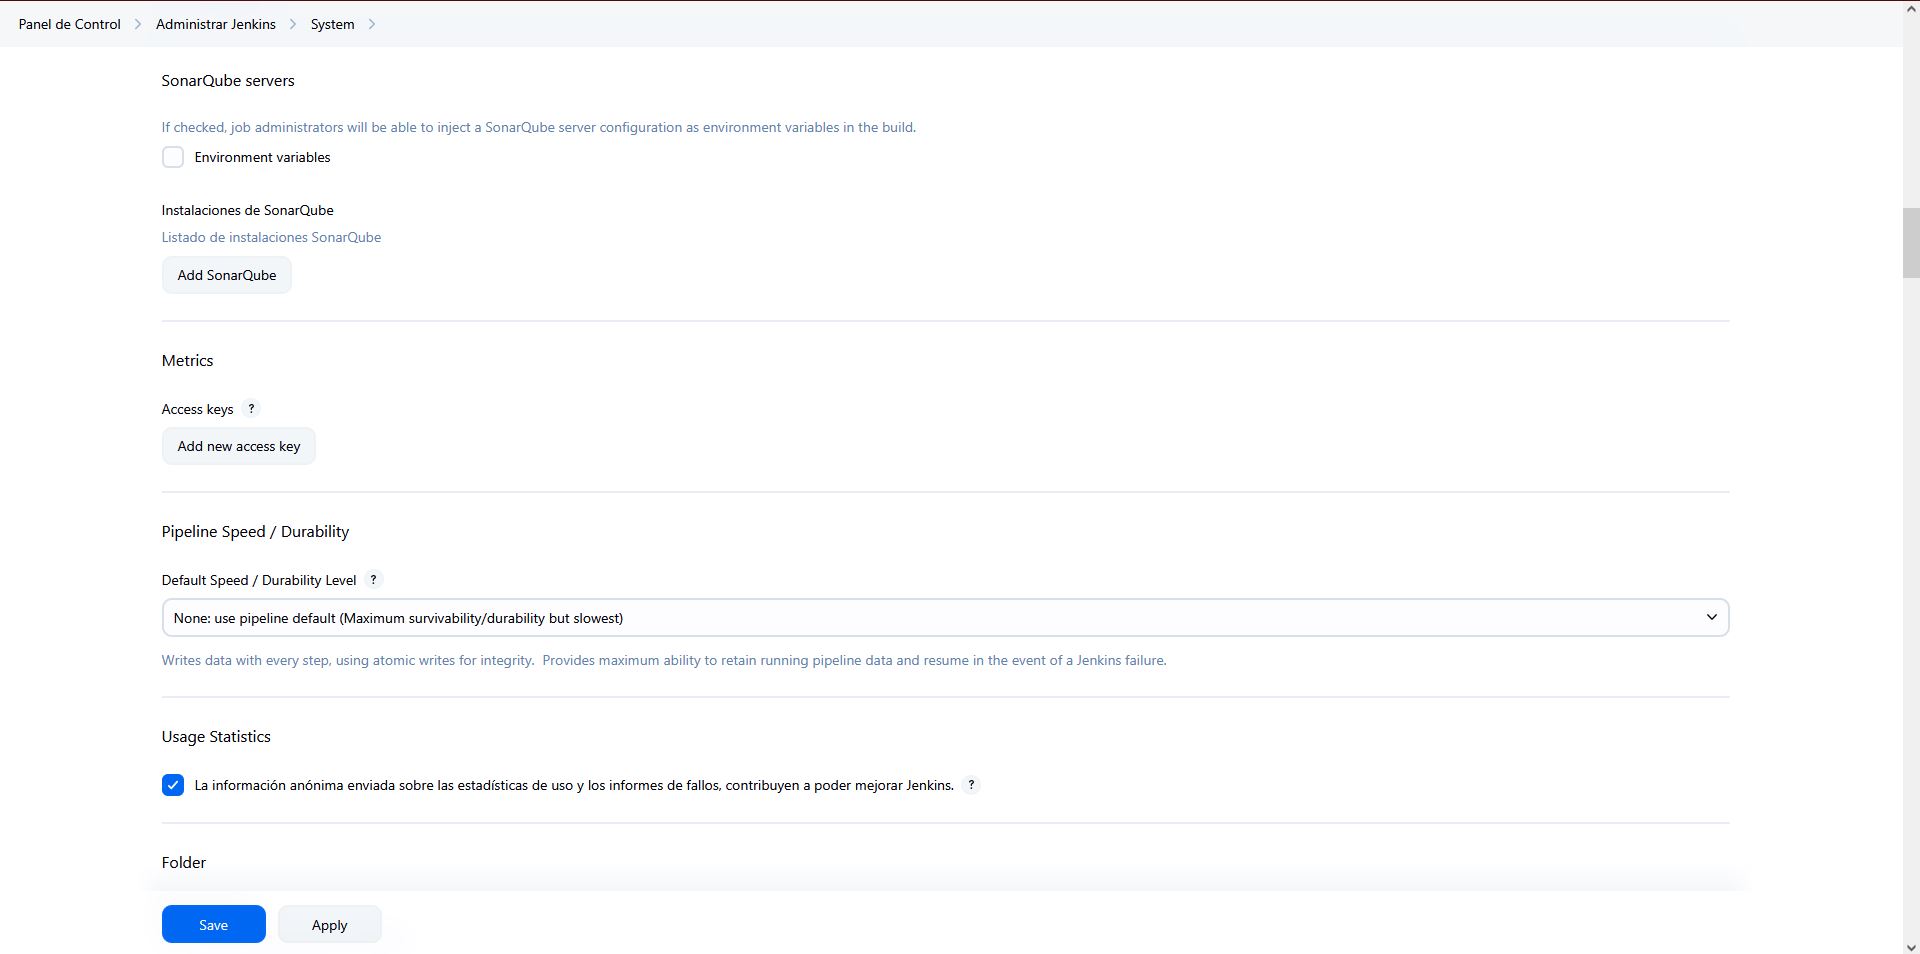 Panel de Control > Administrar Jenkins > System >
SonarQube servers
If checked, job administrators will be able to inject a SonarQube server configuration as environment variables in the build.
Environment variables
Instalaciones de SonarQube
Listado de instalaciones SonarQube
Add SonarQube
Metrics
Access keys ?
Add new access key
Pipeline Speed / Durability
Default Speed / Durability Level ?
None: use pipeline default (Maximum survivability/durability but slowest)
Writes data with every step, using atomic writes for integrity.  Provides maximum ability to retain running pipeline data and resume in the event of a Jenkins failure.
Usage Statistics
La información anónima enviada sobre las estadísticas de uso y los informes de fallos, contribuyen a poder mejorar Jenkins. ?
Folder
Save Apply